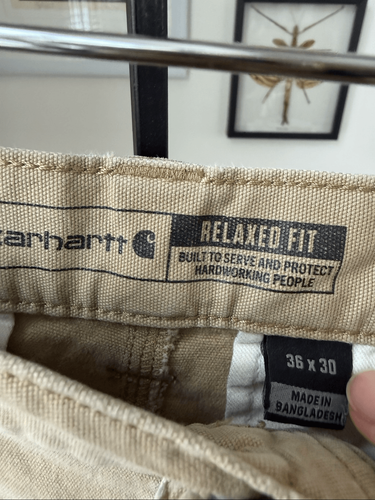 carhartt
RELAXED FIT
BUILT TO SERVE AND PROTECT
HARDWORKING PEOPLE
36 x 30
MADE IN
BANGLADESH